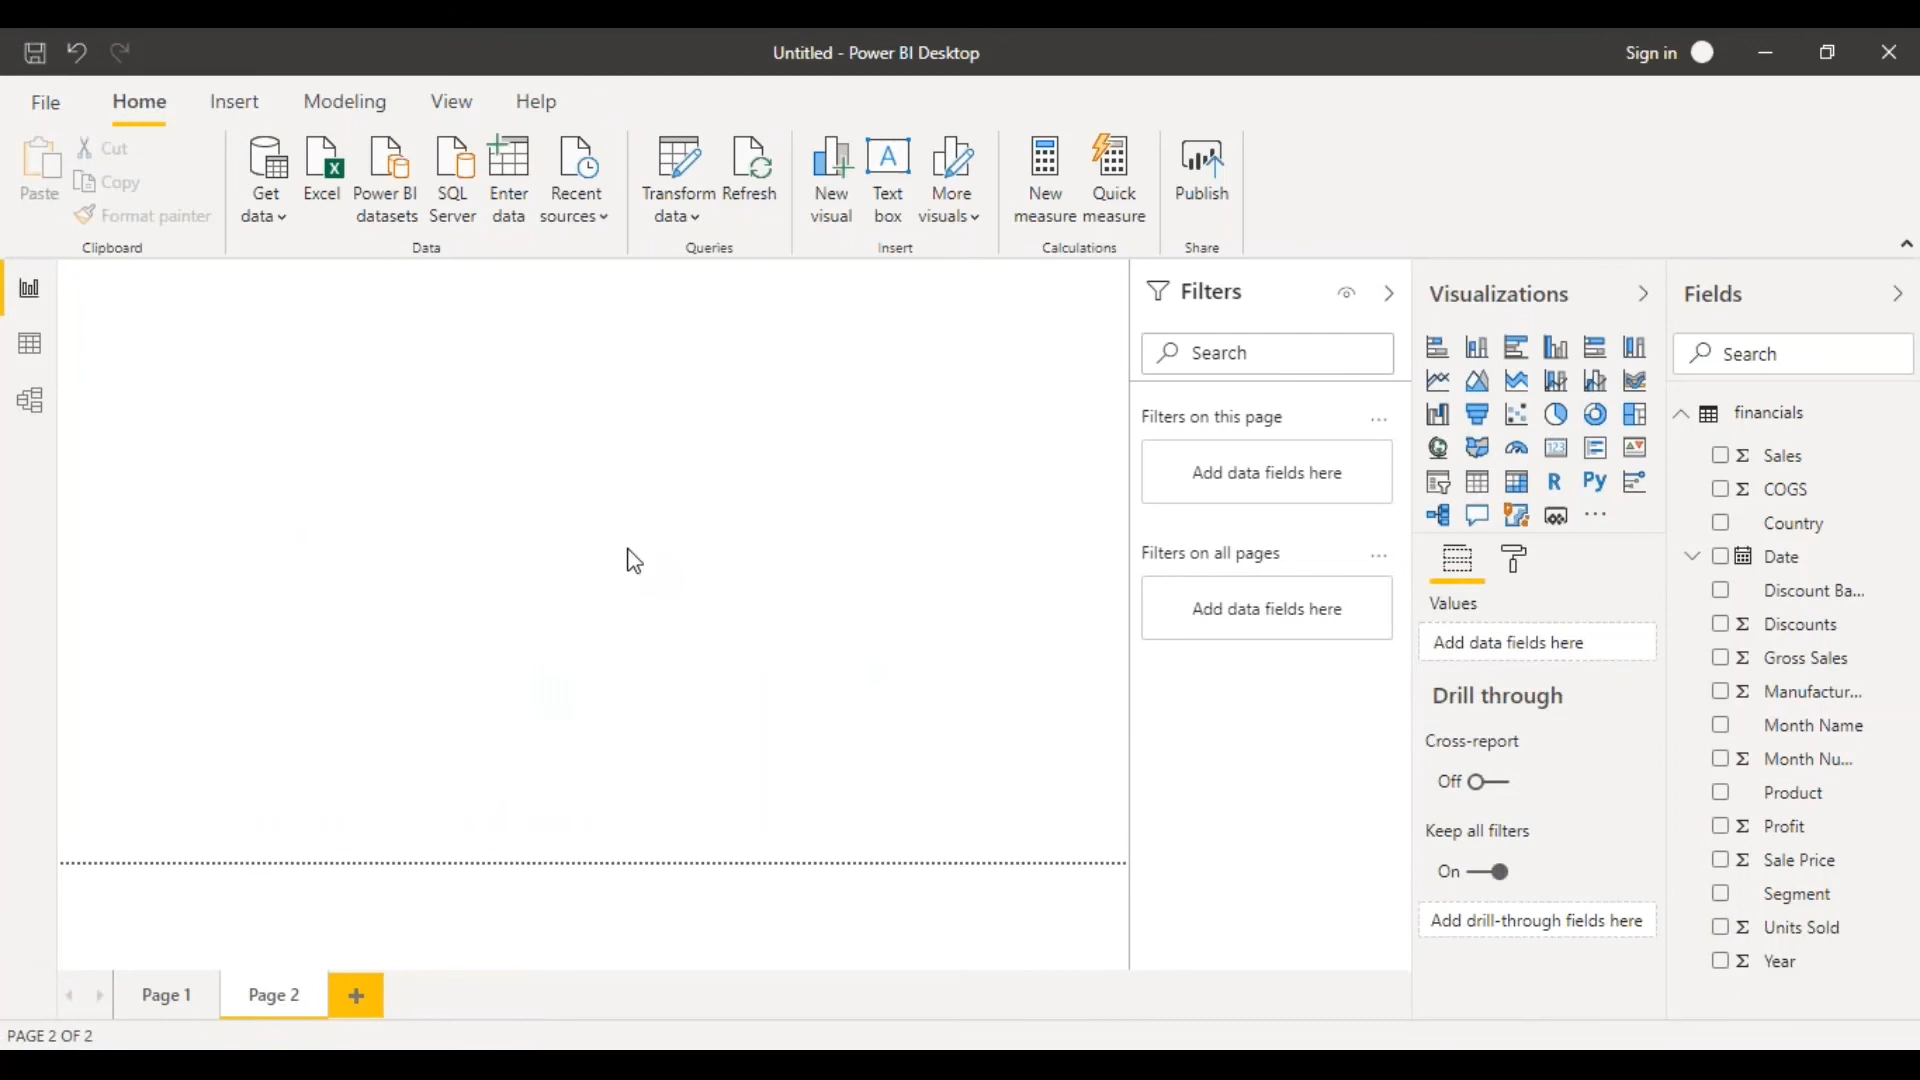 Untitled - Power BI Desktop
Sign in
File
Home
Insert
Modeling
View
Help
Paste
Cut
Copy
Format painter
Clipboard
Get
data
Excel
Power BI
datasets
SQL
Server
Enter
data
Recent
sources
Data
Transform
data
Refresh
Queries
New
visual
A
Text
box
More
visuals
Insert
New
measure
Quick
measure
Calculations
Publish
Share
Filters
Search
Filters on this page
...
Add data fields here
Filters on all pages
...
Add data fields here
Visualizations
123
R
Py
...
Values
Add data fields here
Drill through
Cross-report
Off
Keep all filters
On
Add drill-through fields here
Fields
Search
financials
Σ Sales
Σ COGS
Country
Date
Discount Ba...
Σ Discounts
Σ Gross Sales
Σ Manufactur...
Month Name
Σ Month Nu...
Product
Σ Profit
Σ Sale Price
Segment
Σ Units Sold
Σ Year
Page 1
Page 2
+
PAGE 2 OF 2